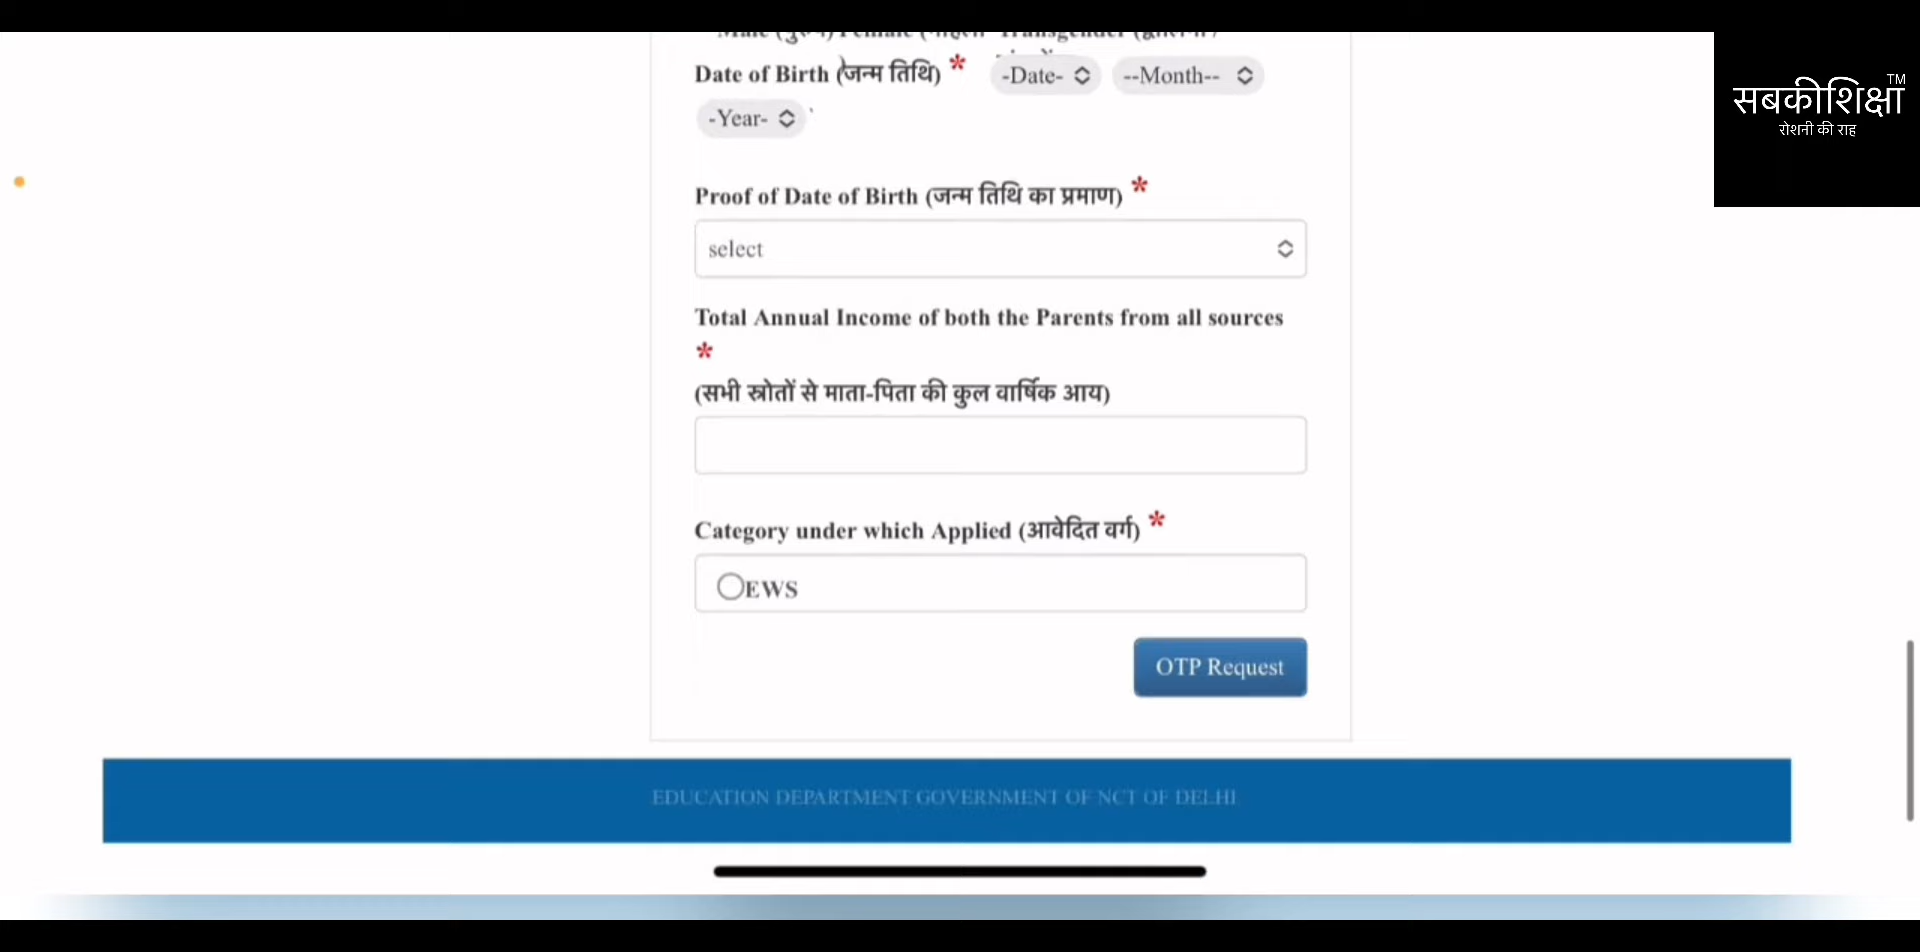 Date of Birth (जन्म तिथि) * -Date- --Month--
-Year-
Proof of Date of Birth (जन्म तिथि का प्रमाण) *
select
Total Annual Income of both the Parents from all sources
*
(सभी स्रोतों से माता-पिता की कुल वार्षिक आय)
Category under which Applied (आवेदित वर्ग) *
EWS
OTP Request
EDUCATION DEPARTMENT GOVERNMENT OF NCT OF DELHI
सबकीशिक्षा TM
रोशनी की राह